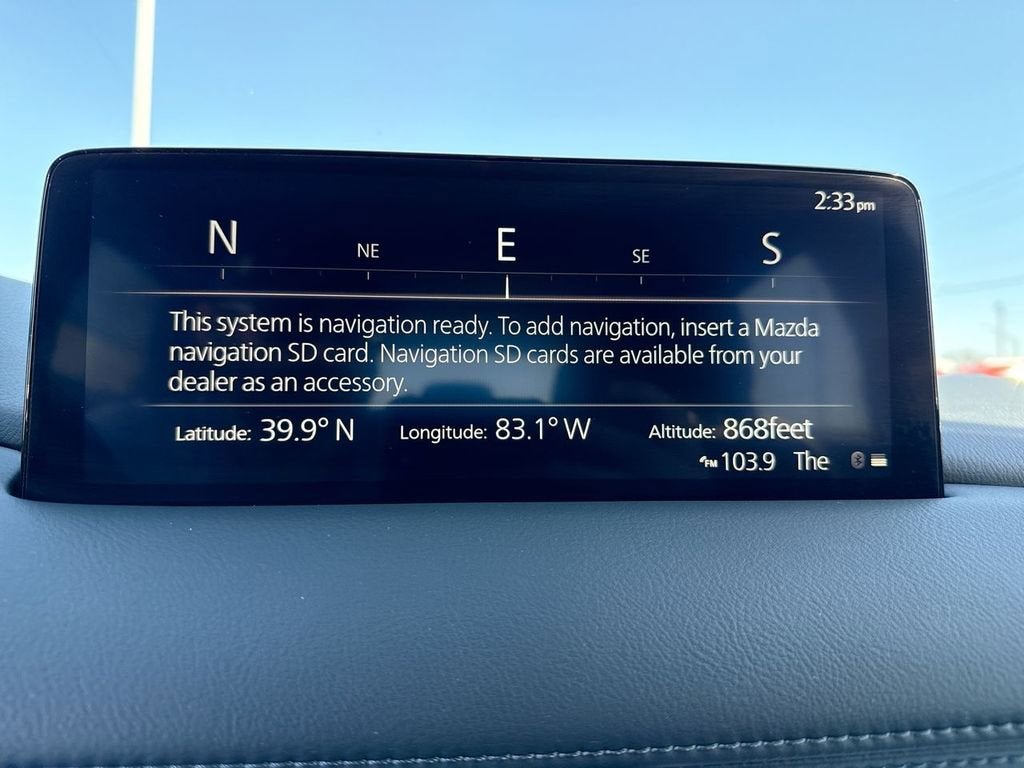 2:33pm
N NE E SE S
This system is navigation ready. To add navigation, insert a Mazda
navigation SD card. Navigation SD cards are available from your
dealer as an accessory.
Latitude: 39.9° N Longitude: 83.1° W Altitude: 868feet
FM 103.9 The